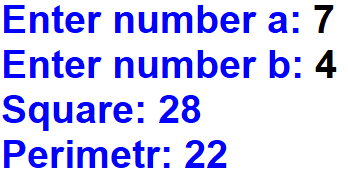 Enter number a: 7
Enter number b: 4
Square: 28
Perimetr: 22